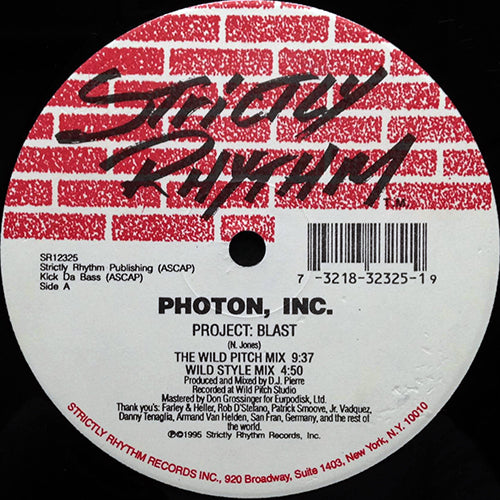 STRICTLY
RHYTHM
TM
SR12325
Strictly Rhythm Publishing (ASCAP)
Kick Da Bass (ASCAP)
Side A
7 -3218-32325-1 9
PHOTON, INC.
PROJECT: BLAST
(N. Jones)
THE WILD PITCH MIX 9:37
WILD STYLE MIX 4:50
Produced and Mixed by D.J. Pierre
Recorded at Wild Pitch Studio
Mastered by Don Grossinger for Eurpodisk, Ltd.
Thank you's: Farley & Heller, Rob D'Stefano, Patrick Smoove, Jr. Vadquez,
Danny Tenaglia, Armand Van Helden, San Fran, Germany, and the rest of
the world.
℗©1995 Strictly Rhythm Records, Inc.
STRICTLY RHYTHM RECORDS INC., 920 Broadway, Suite 1403, New York, N.Y. 10010